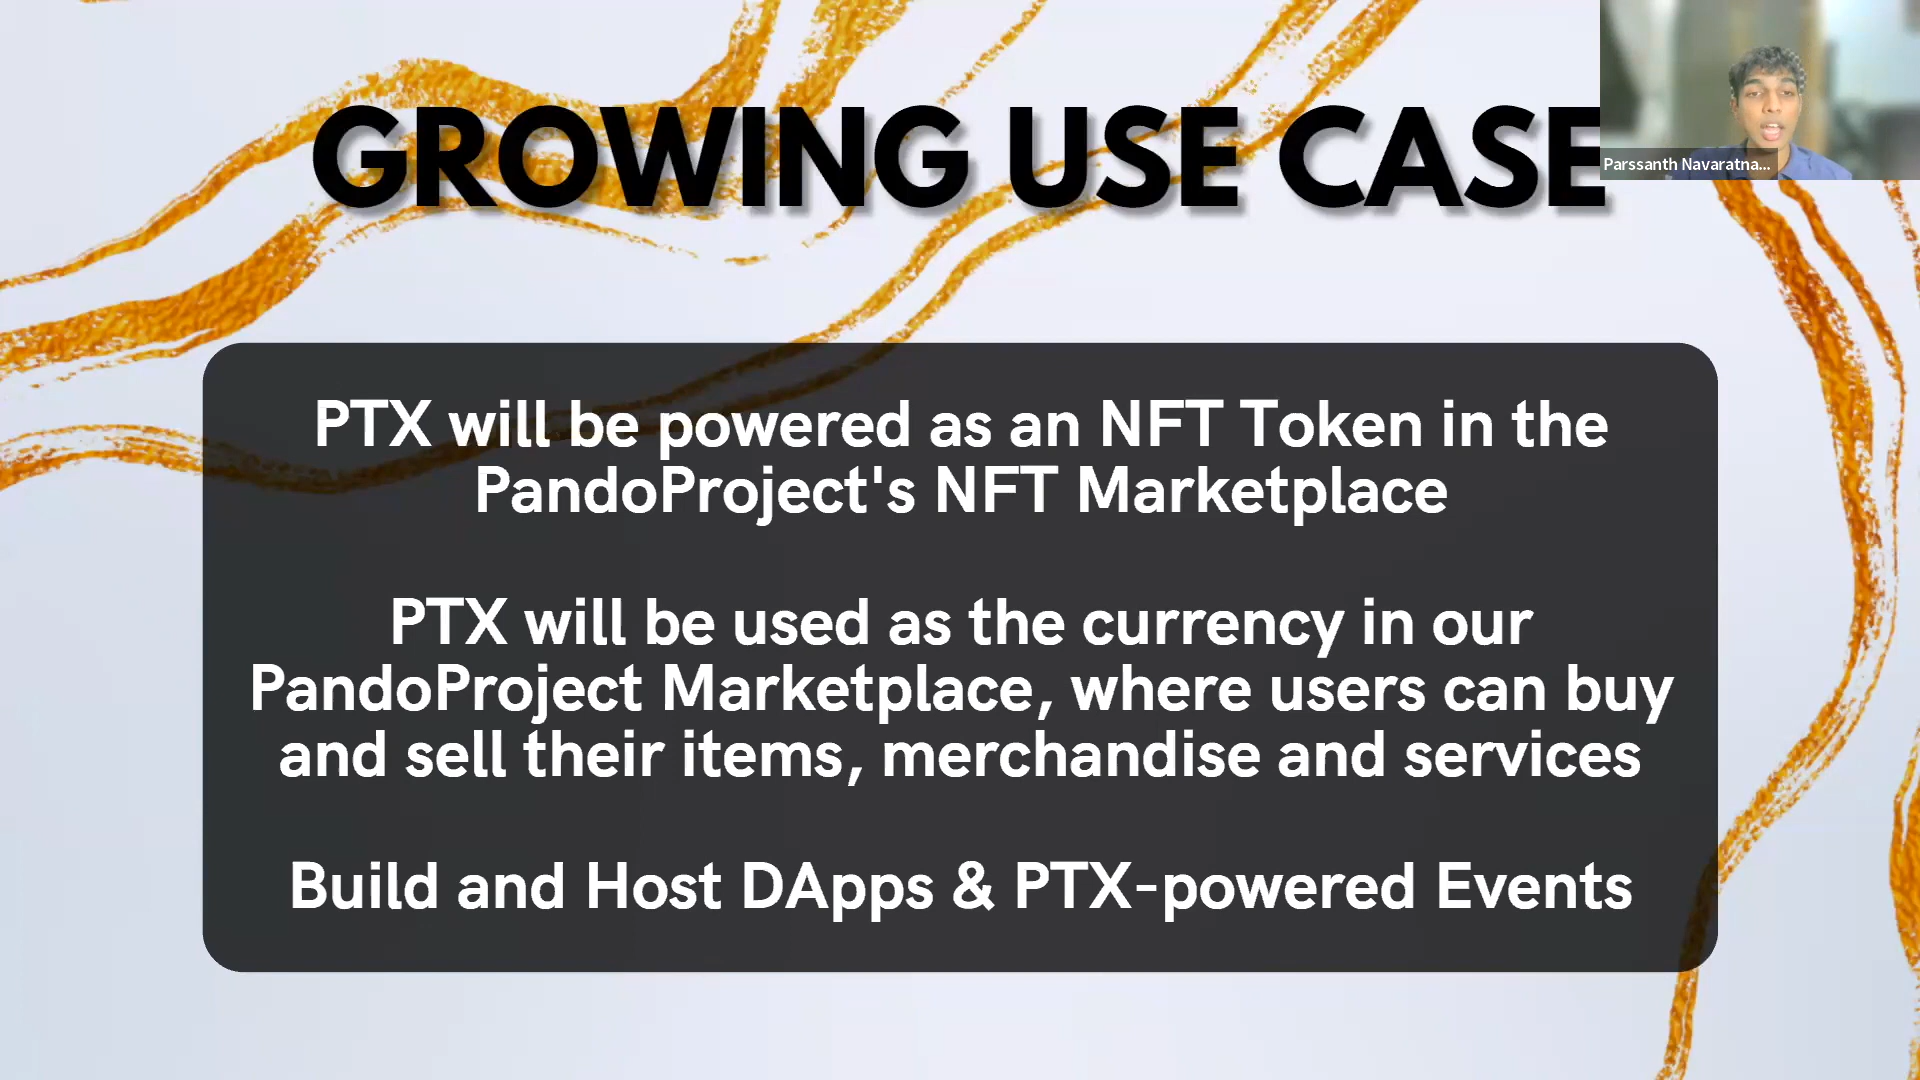 GROWING USE CASE
Parssanth Navaratna...
PTX will be powered as an NFT Token in the
PandoProject's NFT Marketplace
PTX will be used as the currency in our
PandoProject Marketplace, where users can buy
and sell their items, merchandise and services
Build and Host DApps & PTX-powered Events